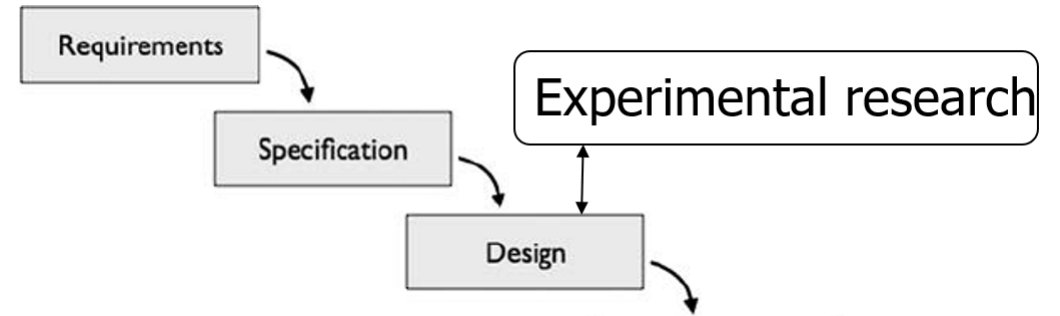 Requirements
Experimental research
Specification
Design